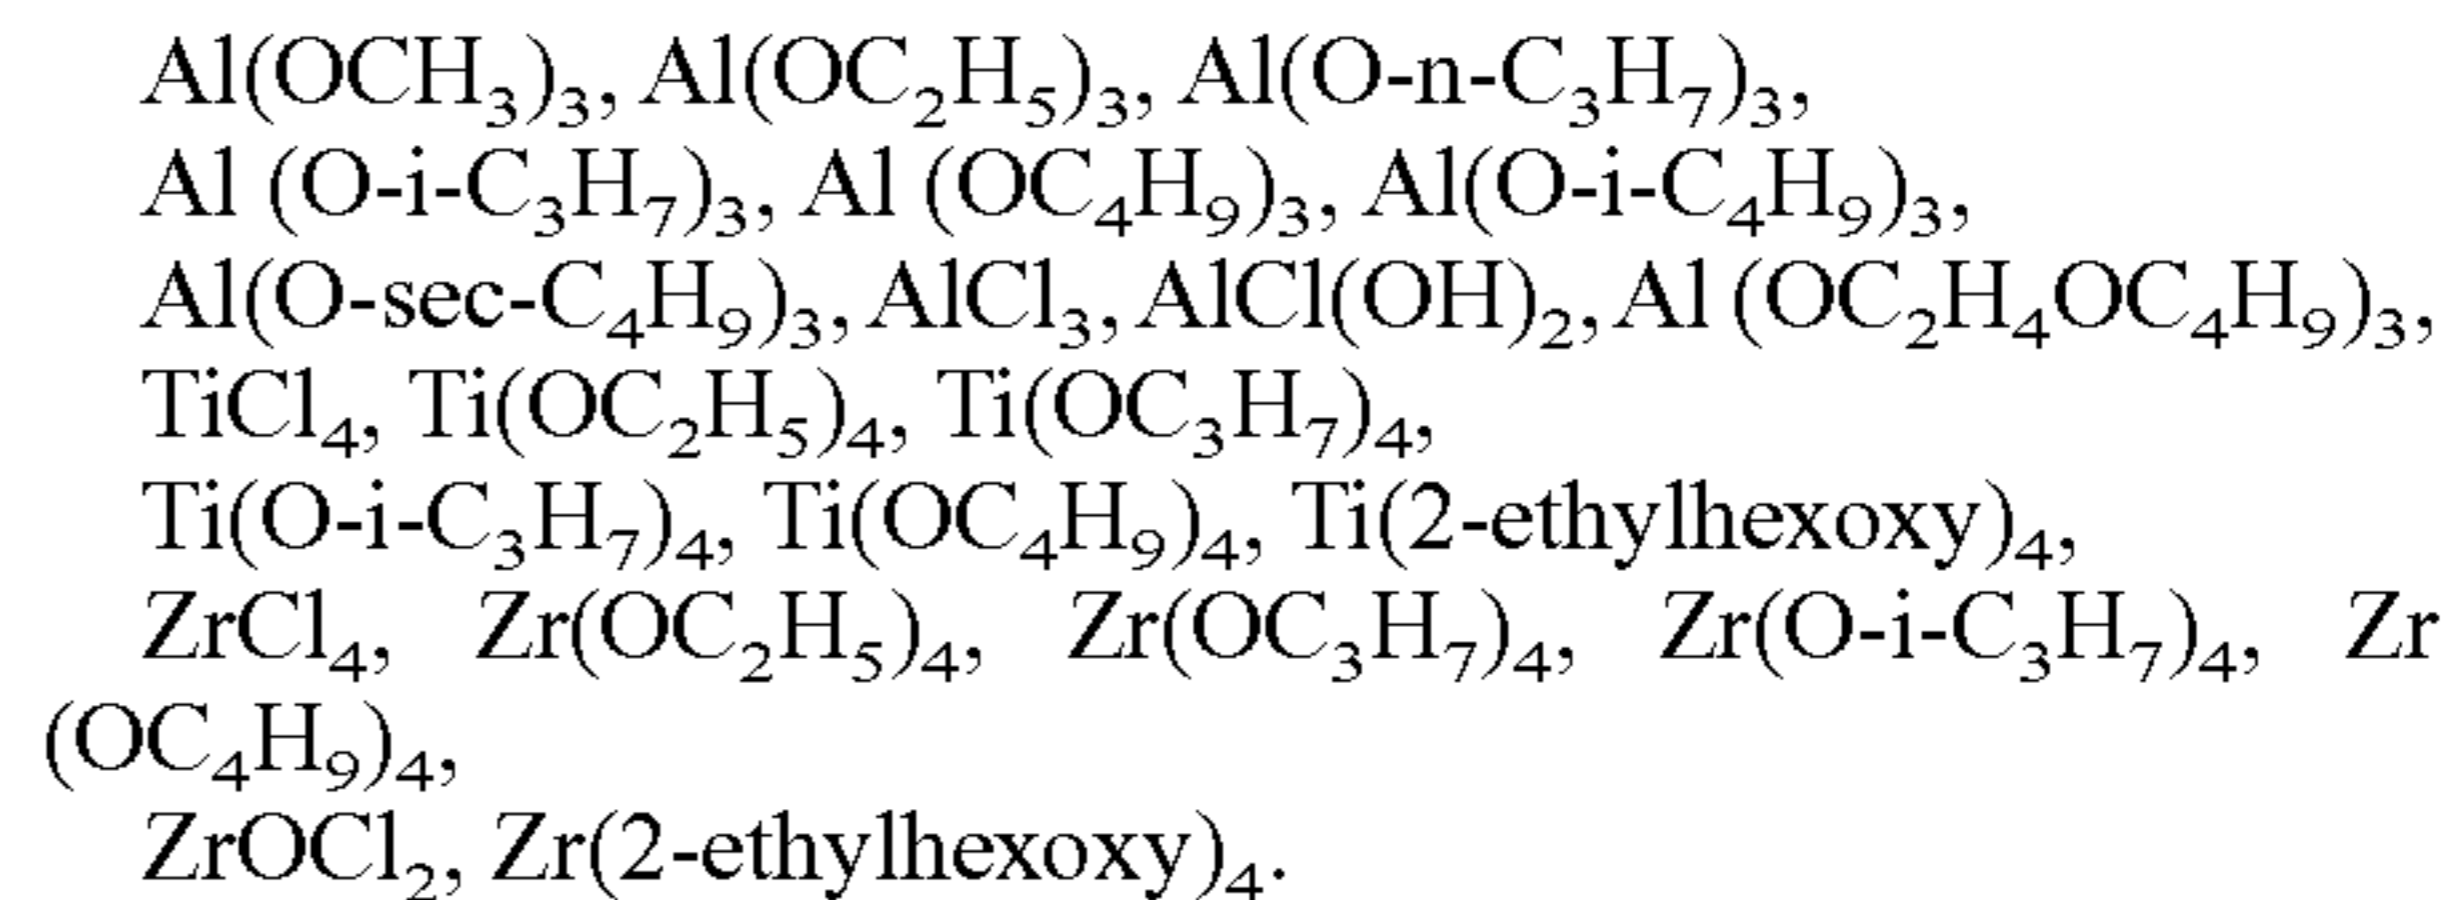 Al(OCH₃)₃, Al(OC₂H₅)₃, Al(O-n-C₃H₇)₃,
Al (O-i-C₃H₇)₃, Al (OC₄H₉)₃, Al(O-i-C₄H₉)₃,
Al(O-sec-C₄H₉)₃, AlCl₃, AlCl(OH)₂, Al (OC₂H₄OC₄H₉)₃,
TiCl₄, Ti(OC₂H₅)₄, Ti(OC₃H₇)₄,
Ti(O-i-C₃H₇)₄, Ti(OC₄H₉)₄, Ti(2-ethylhexoxy)₄,
ZrCl₄, Zr(OC₂H₅)₄, Zr(OC₃H₇)₄, Zr(O-i-C₃H₇)₄, Zr
(OC₄H₉)₄,
ZrOCl₂, Zr(2-ethylhexoxy)₄.